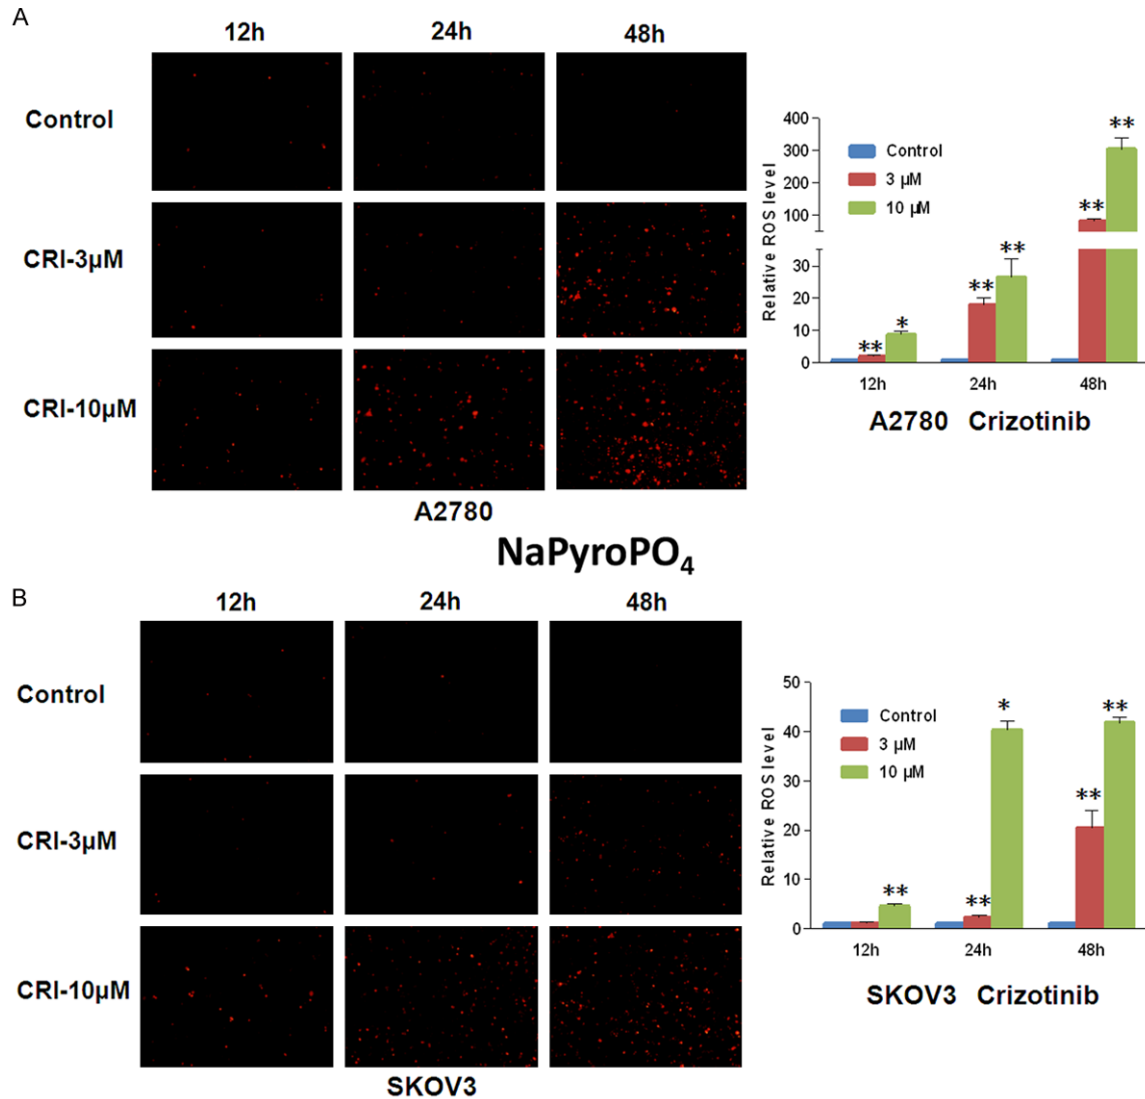 A
12h 24h 48h
Control
CRI-3μM
CRI-10μM
A2780
Relative ROS level
400
300
200
100
30
20
10
0
Control
3 μM
10 μM
** * ** ** ** **
12h 24h 48h
A2780 Crizotinib
NaPyroPO4
B
12h 24h 48h
Control
CRI-3μM
CRI-10μM
SKOV3
Relative ROS level
50
40
30
20
10
0
Control
3 μM
10 μM
** ** * ** **
12h 24h 48h
SKOV3 Crizotinib